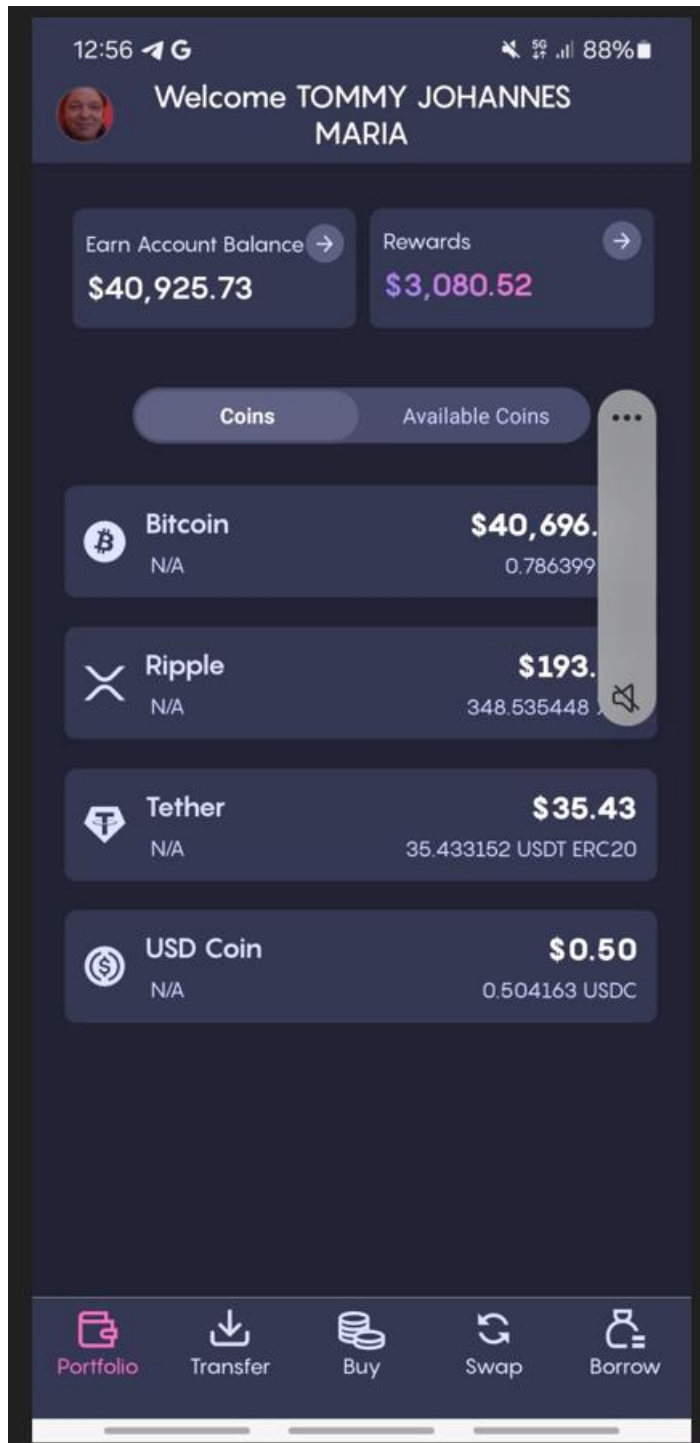 12:56 G 5G 88%
Welcome TOMMY JOHANNES
MARIA
Earn Account Balance
$40,925.73
Rewards
$3,080.52
Coins
Available Coins
Bitcoin
$40,696.
N/A
0.786399
Ripple
$193.
N/A
348.535448
Tether
$35.43
N/A
35.433152 USDT ERC20
USD Coin
$0.50
N/A
0.504163 USDC
Portfolio
Transfer
Buy
Swap
Borrow